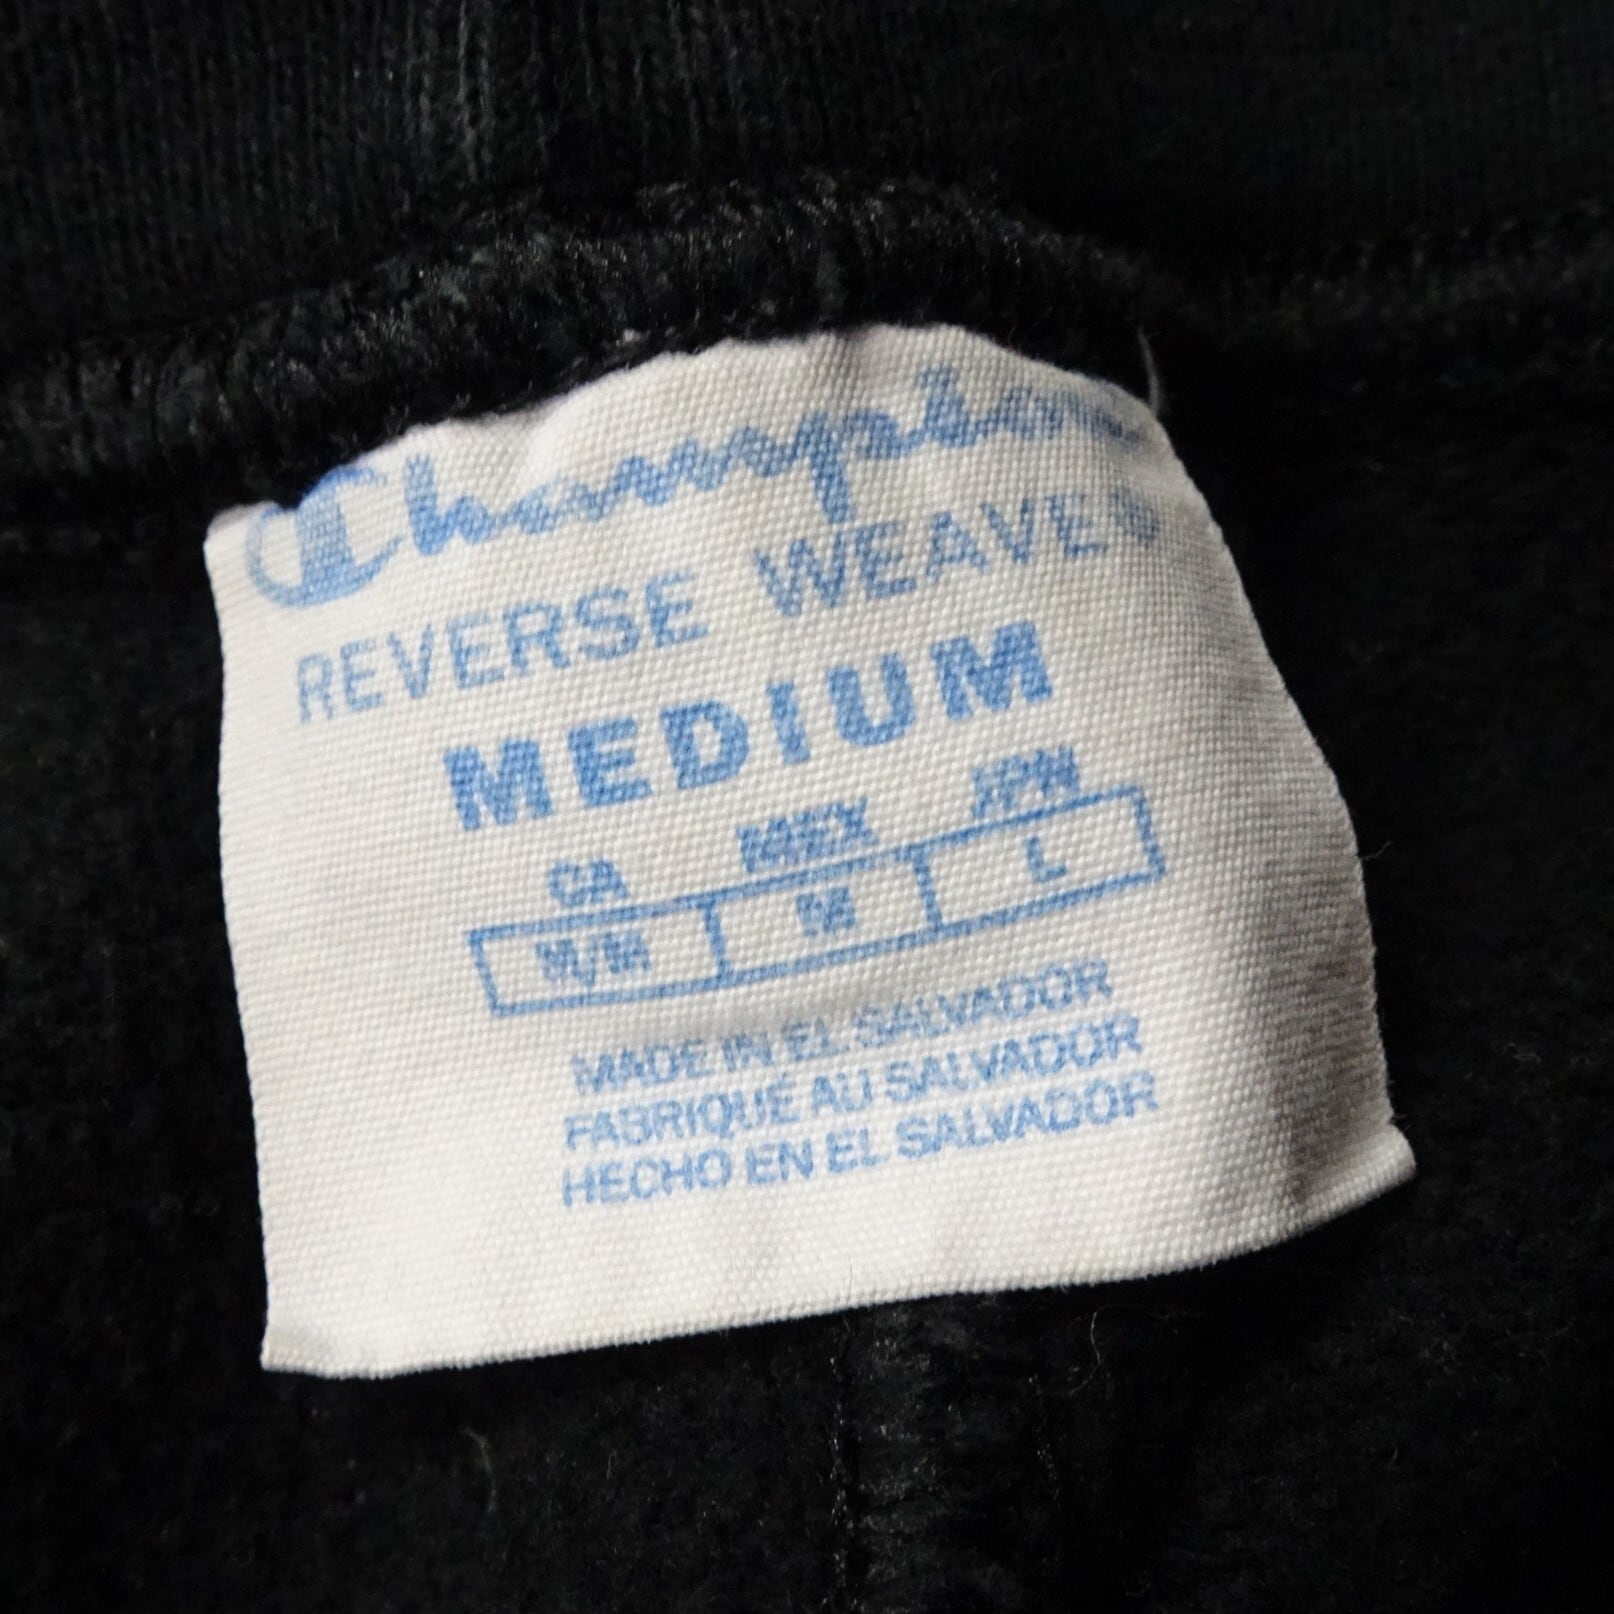 Champion
REVERSE WEAVE®
MEDIUM
CA MEX JPN
M/M M L
MADE IN EL SALVADOR
FABRIQUÉ AU SALVADOR
HECHO EN EL SALVADOR